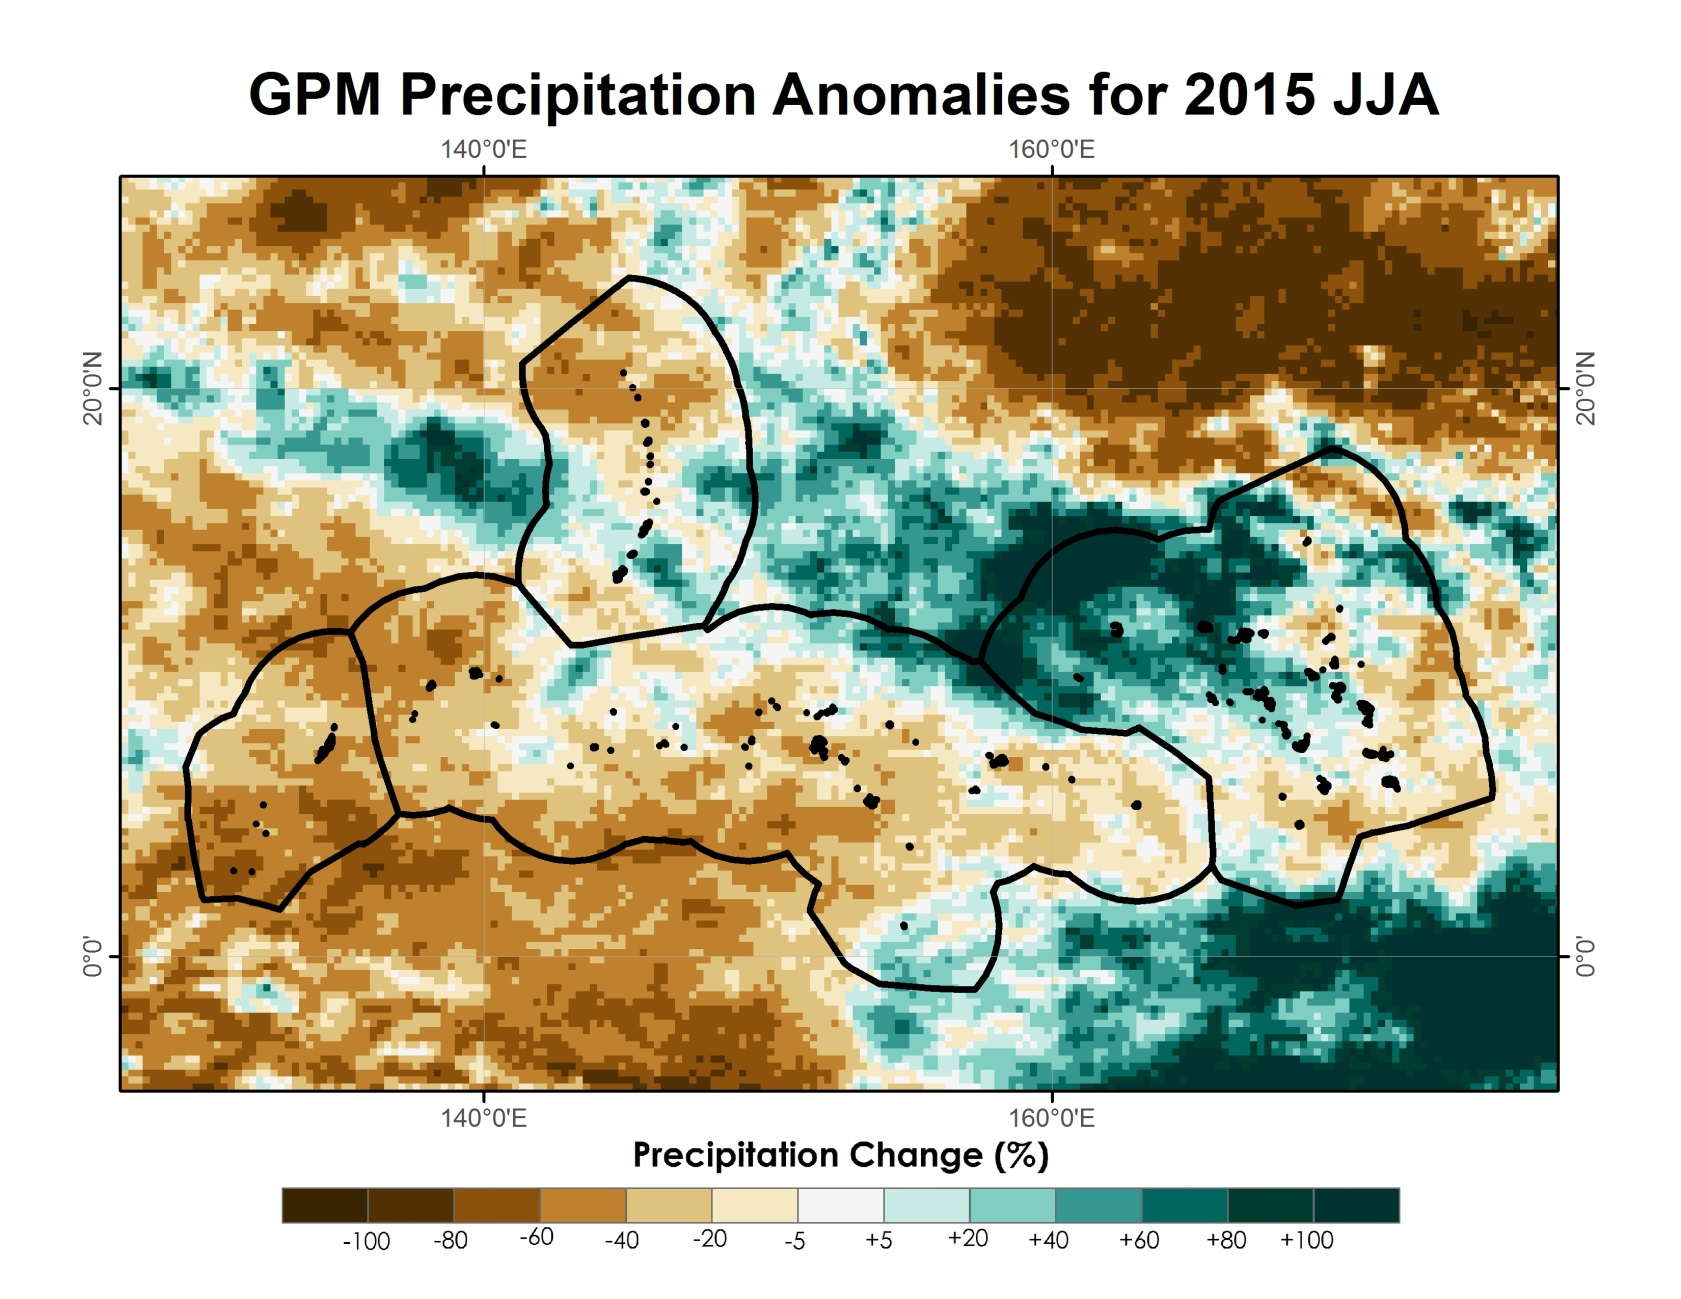 GPM Precipitation Anomalies for 2015 JJA
140°0'E 160°0'E
20°0'N 20°0'N
0°0' 0°0'
140°0'E 160°0'E
Precipitation Change (%)
-100 -80 -60 -40 -20 -5 +5 +20 +40 +60 +80 +100